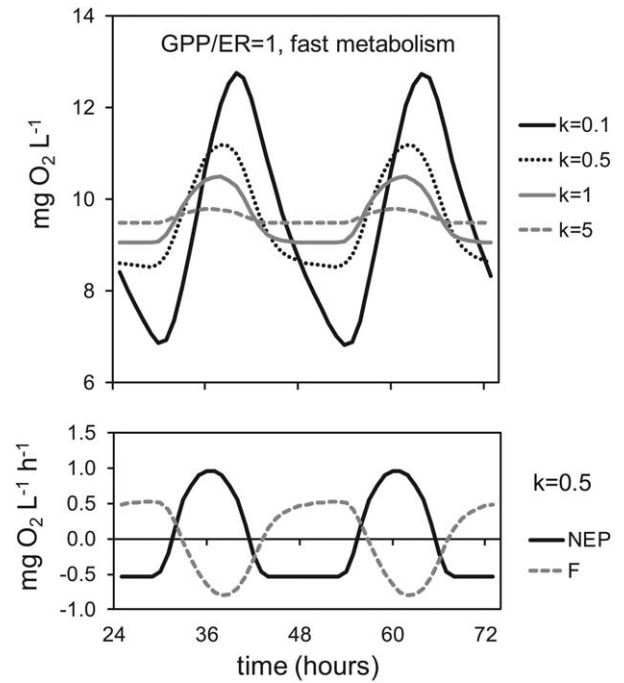 GPP/ER=1, fast metabolism
14
12
10
8
6
mg O₂ L⁻¹
k=0.1
k=0.5
k=1
k=5
1.5
1.0
0.5
0.0
-0.5
-1.0
mg O₂ L⁻¹ h⁻¹
k=0.5
NEP
F
24 36 48 60 72
time (hours)